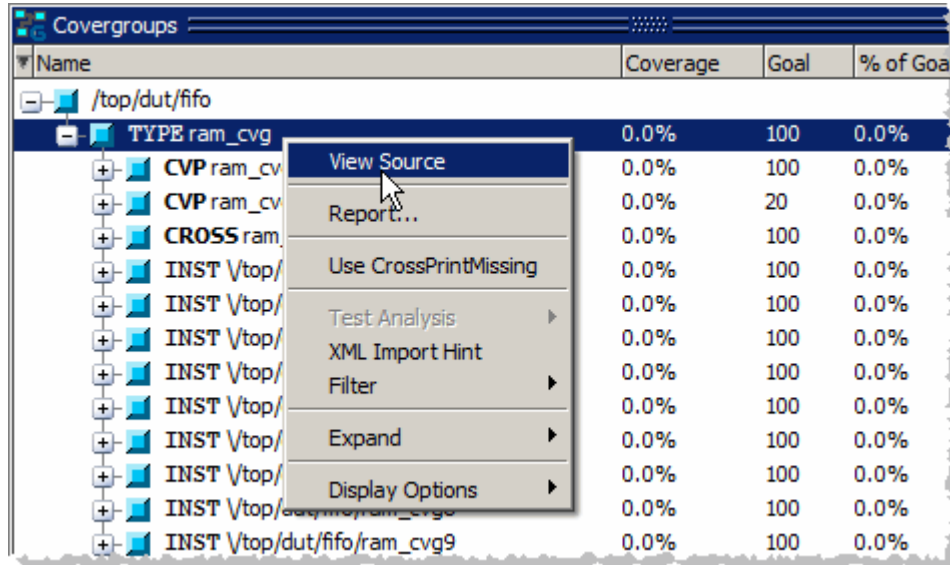 Covergroups
Name Coverage Goal % of Goa
/top/dut/fifo
TYPE ram_cvg 0.0% 100 0.0%
CVP ram_cv 0.0% 100 0.0%
CVP ram_cv 0.0% 20 0.0%
CROSS ram_ 0.0% 100 0.0%
INST \/top/ 0.0% 100 0.0%
INST \/top/ 0.0% 100 0.0%
INST \/top/ 0.0% 100 0.0%
INST \/top/ 0.0% 100 0.0%
INST \/top/ 0.0% 100 0.0%
INST \/top/ 0.0% 100 0.0%
INST \/top/ 0.0% 100 0.0%
INST \/top/dut/fifo/ram_cvg8 0.0% 100 0.0%
INST \/top/dut/fifo/ram_cvg9 0.0% 100 0.0%
View Source
Report...
Use CrossPrintMissing
Test Analysis
XML Import Hint
Filter
Expand
Display Options